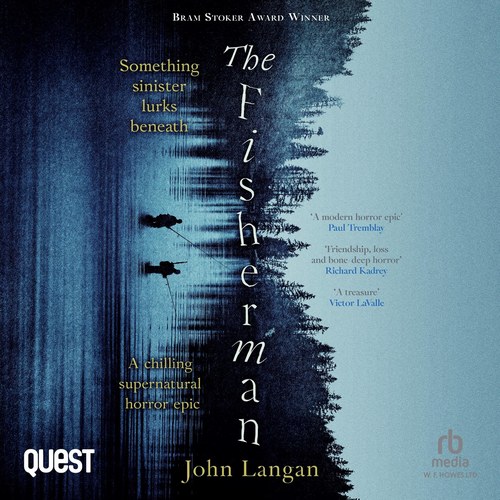 BRAM STOKER AWARD WINNER
Something
sinister
lurks
beneath
The Fisherman
'A modern horror epic'
Paul Tremblay
'Friendship, loss
and bone-deep horror'
Richard Kadrey
'A treasure'
Victor LaValle
A chilling
supernatural
horror epic
John Langan
QUEST
rb
media
W. F. HOWES LTD